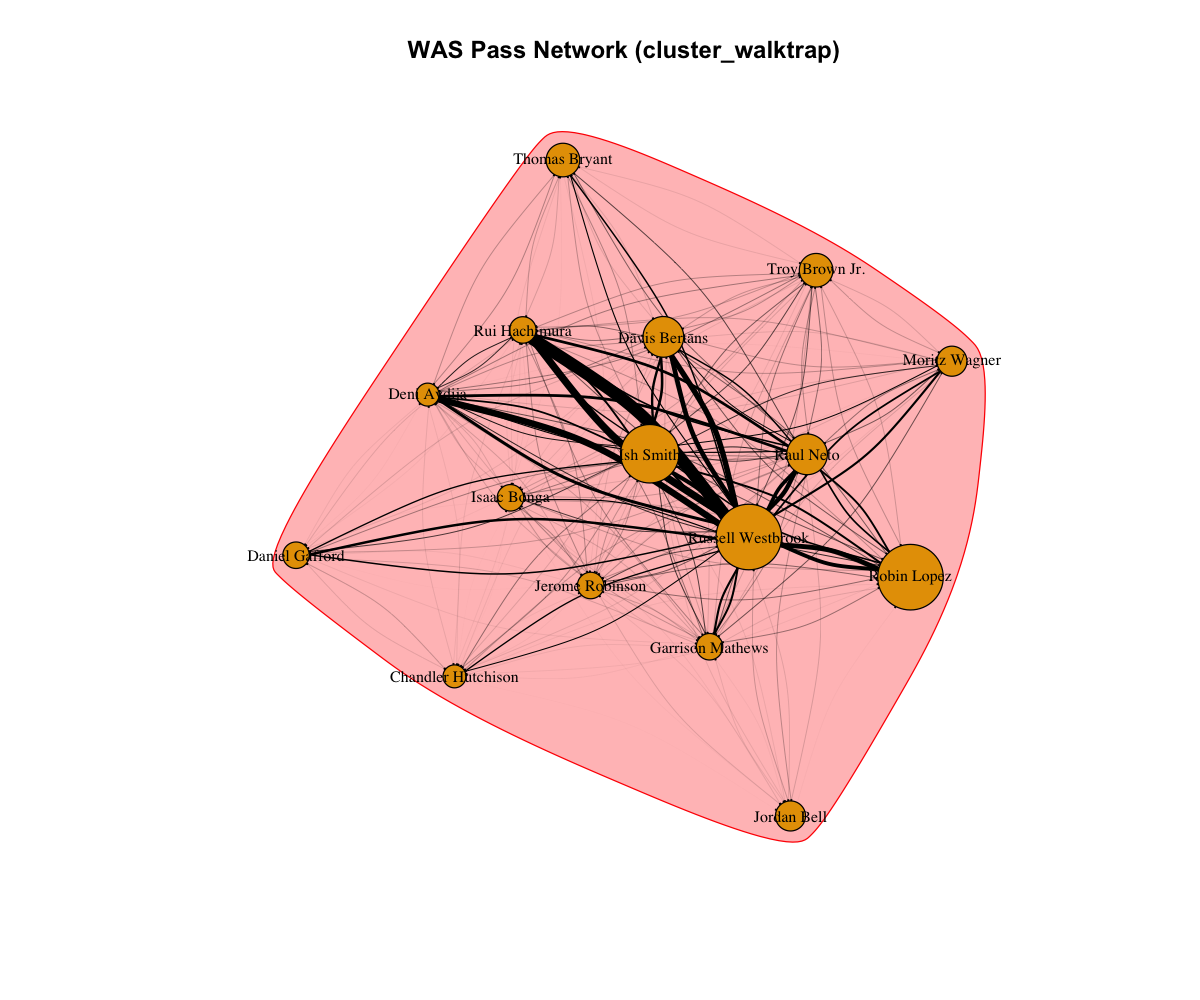 WAS Pass Network (cluster_walktrap)
Thomas Bryant
Troy Brown Jr.
Rui Hachimura
Dāvis Bertāns
Moritz Wagner
Deni Avdija
Ish Smith
Raul Neto
Isaac Bonga
Russell Westbrook
Daniel Gafford
Robin Lopez
Jerome Robinson
Garrison Mathews
Chandler Hutchison
Jordan Bell